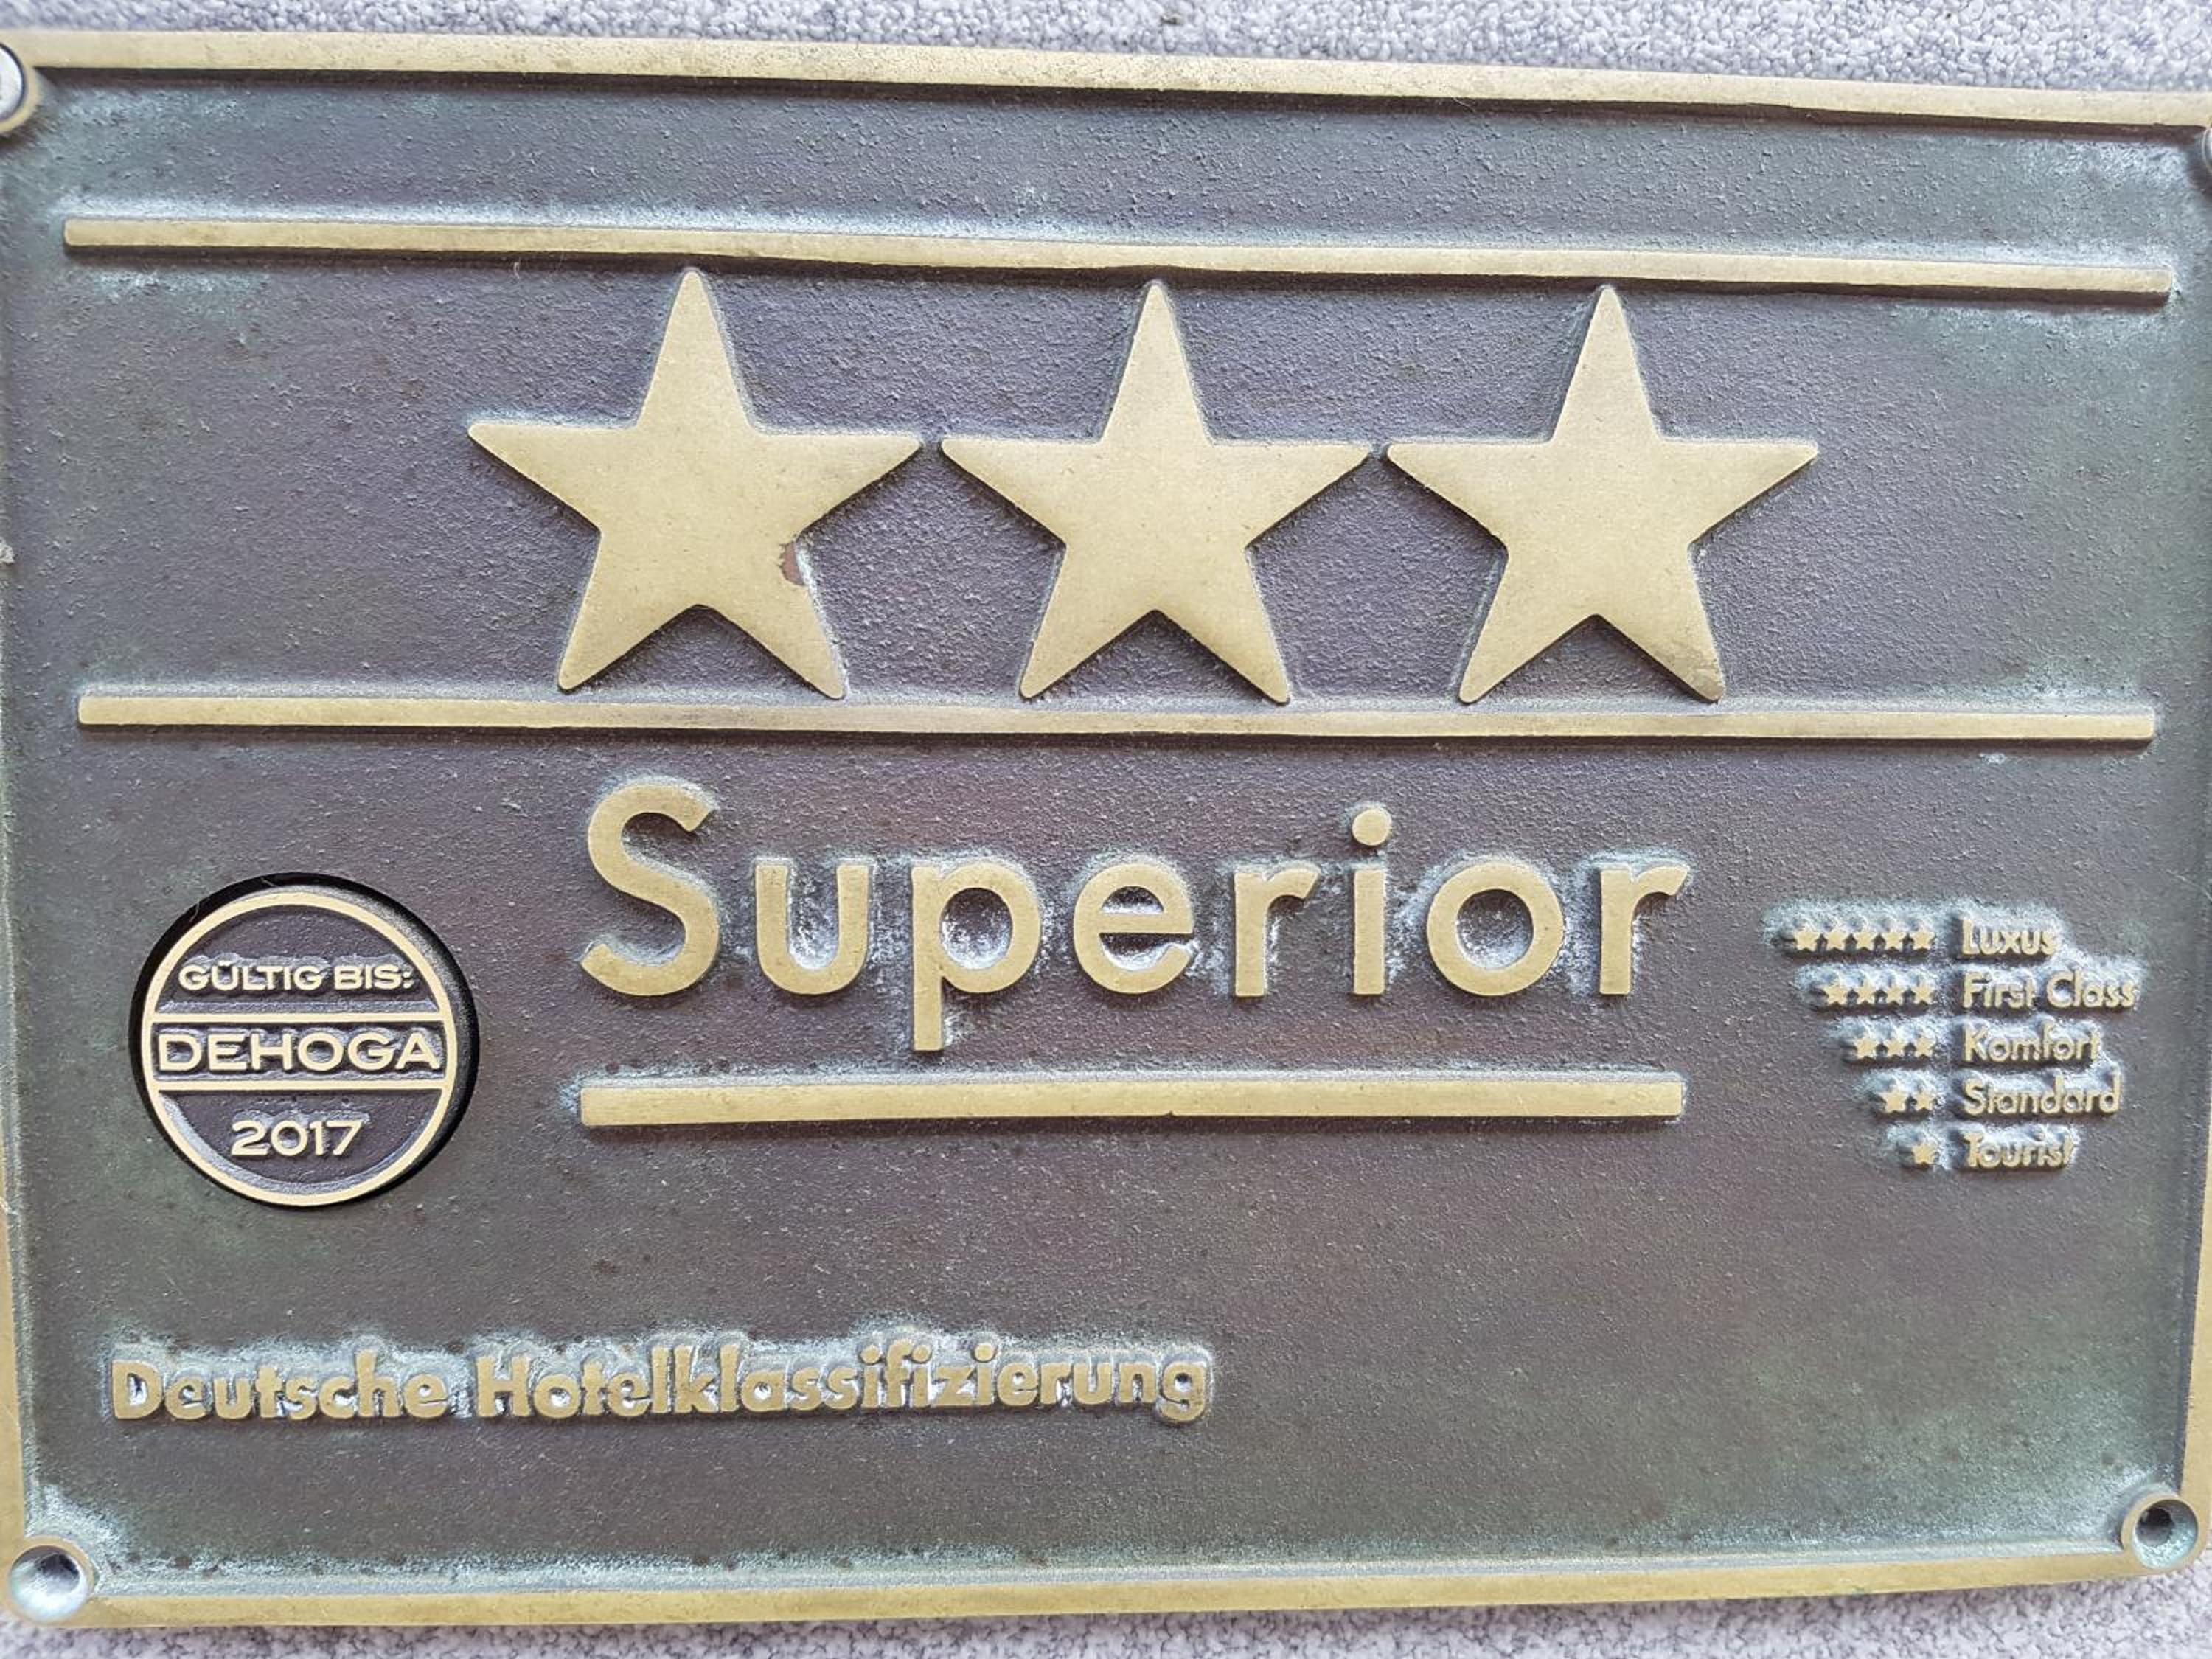 Superior
GÜLTIG BIS:
DEHOGA
2017
Luxus
First Class
Komfort
Standard
Tourist
Deutsche Hotelklassifizierung